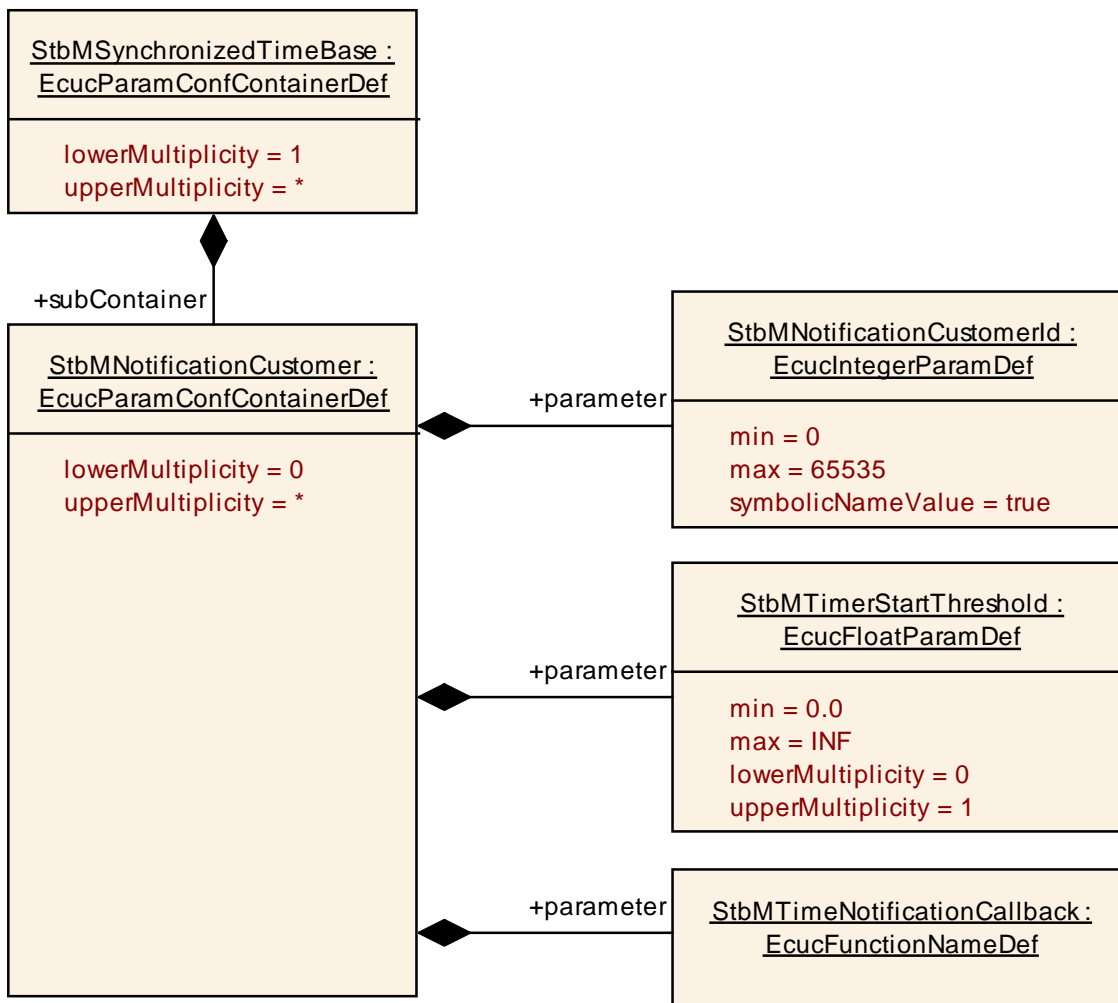 StbMSynchronizedTimeBase :
EcucParamConfContainerDef
lowerMultiplicity = 1
upperMultiplicity = *
+subContainer
StbMNotificationCustomer :
EcucParamConfContainerDef
lowerMultiplicity = 0
upperMultiplicity = *
+parameter
StbMNotificationCustomerId :
EcucIntegerParamDef
min = 0
max = 65535
symbolicNameValue = true
+parameter
StbMTimerStartThreshold :
EcucFloatParamDef
min = 0.0
max = INF
lowerMultiplicity = 0
upperMultiplicity = 1
+parameter
StbMTimeNotificationCallback :
EcucFunctionNameDef